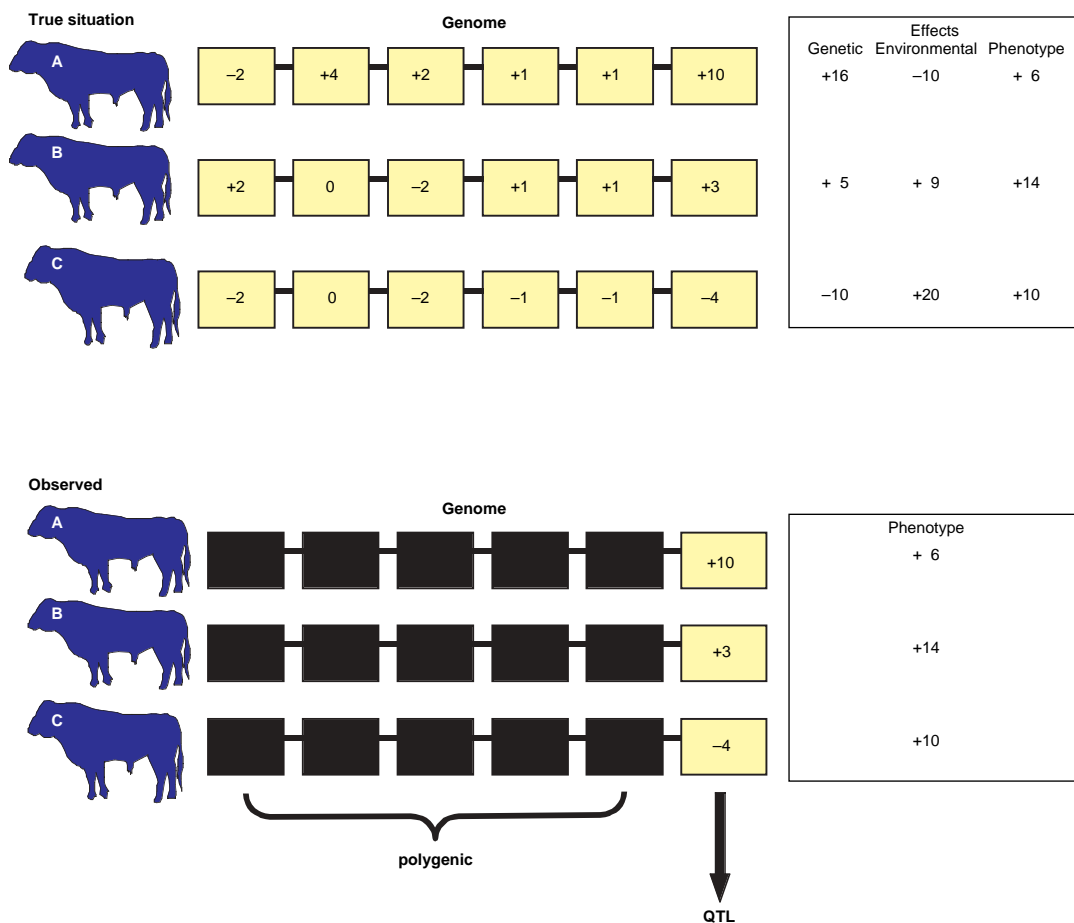 True situation
Genome
Effects
Genetic Environmental Phenotype
A
–2 +4 +2 +1 +1 +10
+16 –10 + 6
B
+2 0 –2 +1 +1 +3
+ 5 + 9 +14
C
–2 0 –2 –1 –1 –4
–10 +20 +10
Observed
Genome
Phenotype
A
+10
+ 6
B
+3
+14
C
–4
+10
polygenic
QTL